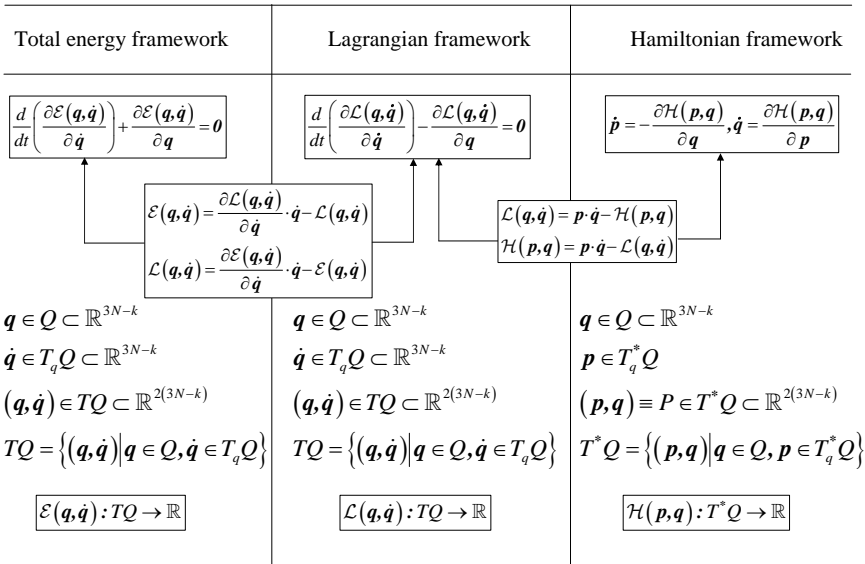 Total energy framework
Lagrangian framework
Hamiltonian framework
d/dt(∂ℰ(q,q̇)/∂q̇)+∂ℰ(q,q̇)/∂q=0
d/dt(∂ℒ(q,q̇)/∂q̇)−∂ℒ(q,q̇)/∂q=0
ṗ=−∂ℋ(p,q)/∂q,q̇=∂ℋ(p,q)/∂p
ℰ(q,q̇)=∂ℒ(q,q̇)/∂q̇·q̇−ℒ(q,q̇)
ℒ(q,q̇)=∂ℰ(q,q̇)/∂q̇·q̇−ℰ(q,q̇)
ℒ(q,q̇)=p·q̇−ℋ(p,q)
ℋ(p,q)=p·q̇−ℒ(q,q̇)
q∈Q⊂ℝ^{3N−k}
q̇∈T_qQ⊂ℝ^{3N−k}
(q,q̇)∈TQ⊂ℝ^{2(3N−k)}
TQ={(q,q̇)|q∈Q,q̇∈T_qQ}
ℰ(q,q̇):TQ→ℝ
q∈Q⊂ℝ^{3N−k}
q̇∈T_qQ⊂ℝ^{3N−k}
(q,q̇)∈TQ⊂ℝ^{2(3N−k)}
TQ={(q,q̇)|q∈Q,q̇∈T_qQ}
ℒ(q,q̇):TQ→ℝ
q∈Q⊂ℝ^{3N−k}
p∈T_q^*Q
(p,q)≡P∈T^*Q⊂ℝ^{2(3N−k)}
T^*Q={(p,q)|q∈Q,p∈T_q^*Q}
ℋ(p,q):T^*Q→ℝ